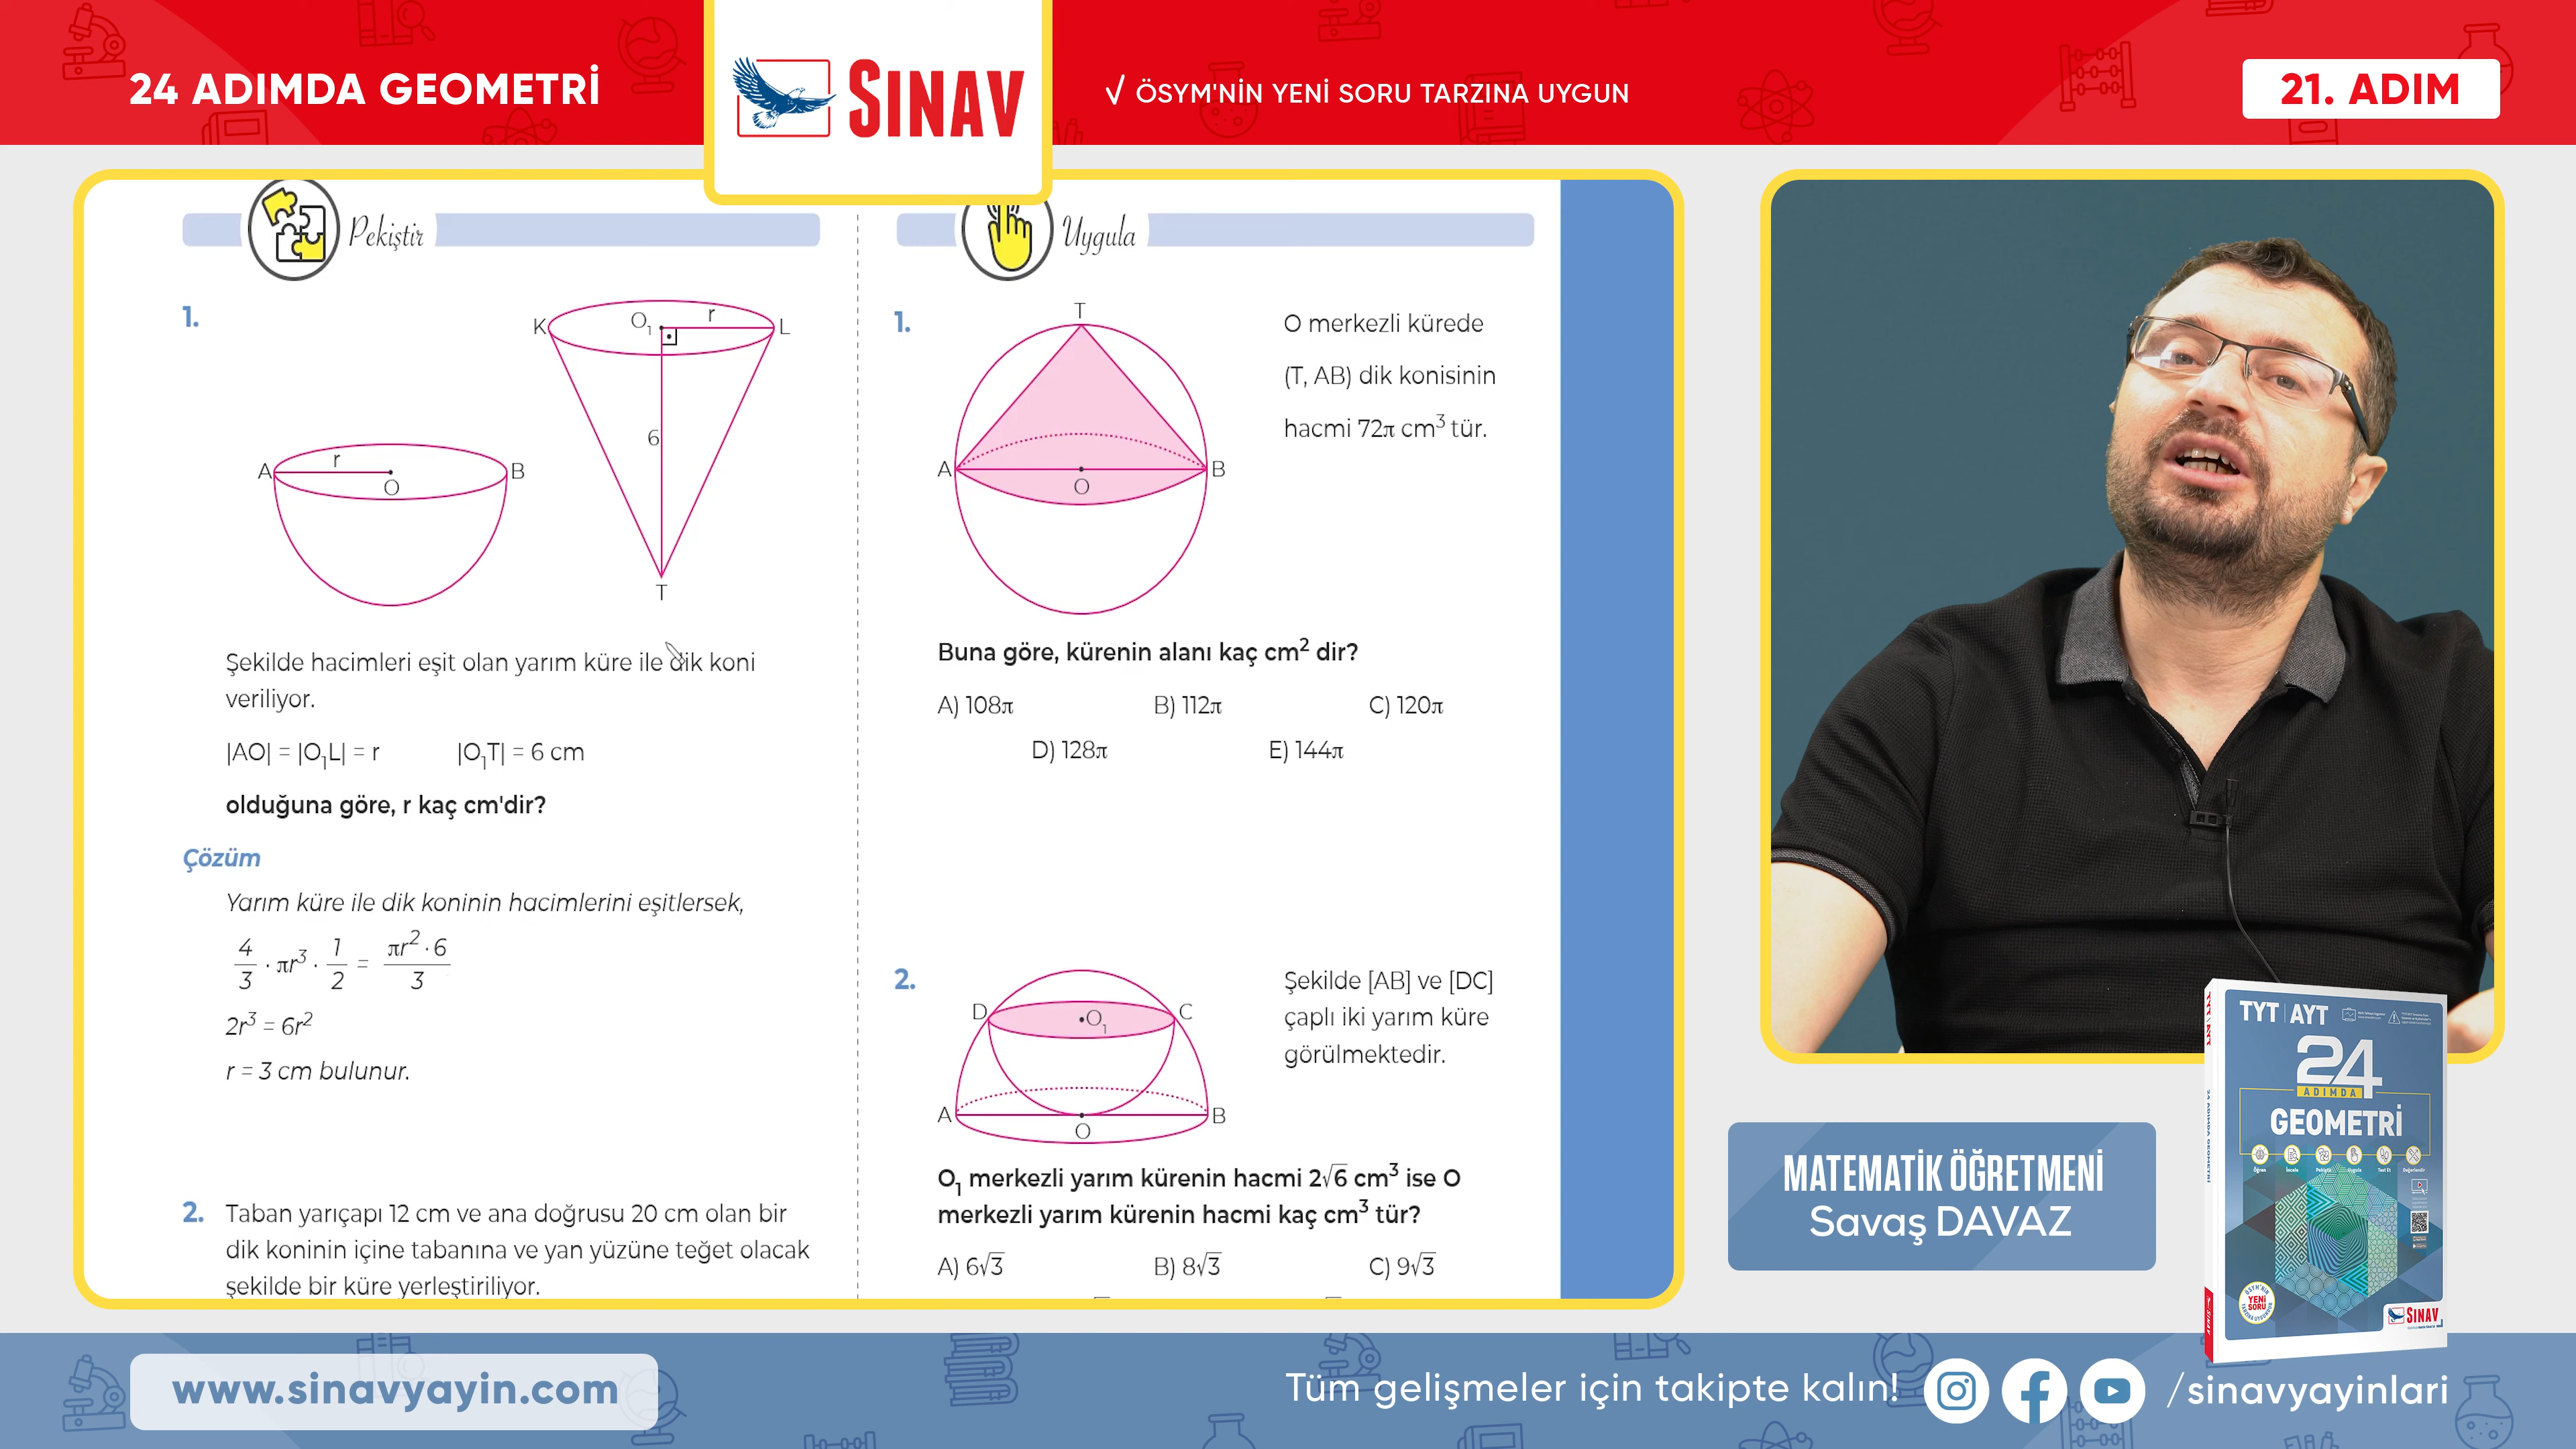 24 ADIMDA GEOMETRİ
SINAV
√ ÖSYM'NİN YENİ SORU TARZINA UYGUN
21. ADIM
Pekiştir
1.
K
O1
r
L
6
T
A
r
O
B
Şekilde hacimleri eşit olan yarım küre ile dik koni
veriliyor.
|AO| = |O1L| = r |O1T| = 6 cm
olduğuna göre, r kaç cm'dir?
Çözüm
Yarım küre ile dik koninin hacimlerini eşitlersek,
4/3 · πr³ · 1/2 = πr² · 6/3
2r³ = 6r²
r = 3 cm bulunur.
2. Taban yarıçapı 12 cm ve ana doğrusu 20 cm olan bir
dik koninin içine tabanına ve yan yüzüne teğet olacak
şekilde bir küre yerleştiriliyor.
Uygula
1.
T
A
O
B
O merkezli kürede
(T, AB) dik konisinin
hacmi 72π cm³ tür.
Buna göre, kürenin alanı kaç cm² dir?
A) 108π B) 112π C) 120π
D) 128π E) 144π
2.
D
O1
C
A
O
B
Şekilde [AB] ve [DC]
çaplı iki yarım küre
görülmektedir.
O1 merkezli yarım kürenin hacmi 2√6 cm³ ise O
merkezli yarım kürenin hacmi kaç cm³ tür?
A) 6√3 B) 8√3 C) 9√3
MATEMATİK ÖĞRETMENİ
Savaş DAVAZ
TYT | AYT
24
ADIMDA
GEOMETRİ
YENİ
SORU
SINAV
www.sinavyayin.com
Tüm gelişmeler için takipte kalın!
/sinavyayinlari